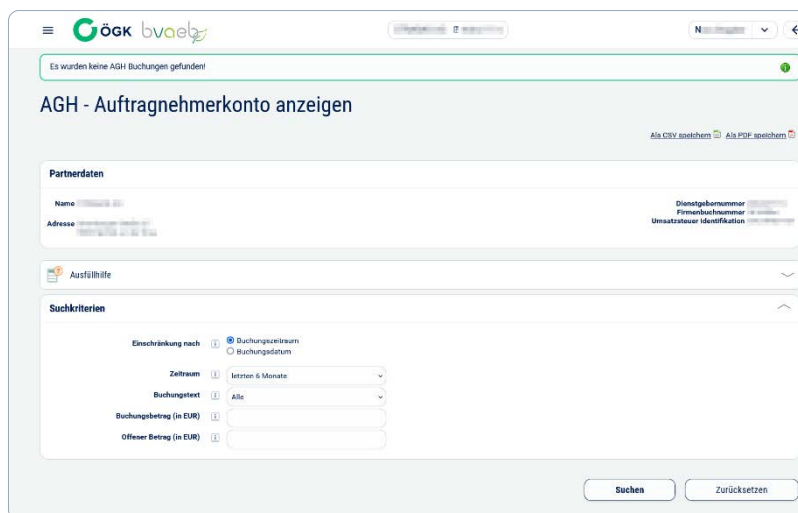 ÖGK bvaeb
N
Es wurden keine AGH Buchungen gefunden!
AGH - Auftragnehmerkonto anzeigen
Als CSV speichern Als PDF speichern
Partnerdaten
Name
Adresse
Dienstgebernummer
Firmenbuchnummer
Umsatzsteuer Identifikation
Ausfüllhilfe
Suchkriterien
Einschränkung nach Buchungszeitraum
Buchungsdatum
Zeitraum letzten 6 Monate
Buchungstext Alle
Buchungsbetrag (in EUR)
Offener Betrag (in EUR)
Suchen Zurücksetzen